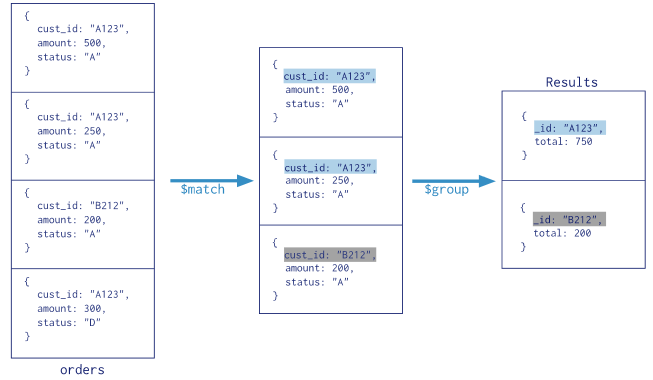 {
cust_id: "A123",
amount: 500,
status: "A"
}
{
cust_id: "A123",
amount: 250,
status: "A"
}
{
cust_id: "B212",
amount: 200,
status: "A"
}
{
cust_id: "A123",
amount: 300,
status: "D"
}
orders
$match
{
cust_id: "A123",
amount: 500,
status: "A"
}
{
cust_id: "A123",
amount: 250,
status: "A"
}
{
cust_id: "B212",
amount: 200,
status: "A"
}
$group
Results
{
_id: "A123",
total: 750
}
{
_id: "B212",
total: 200
}